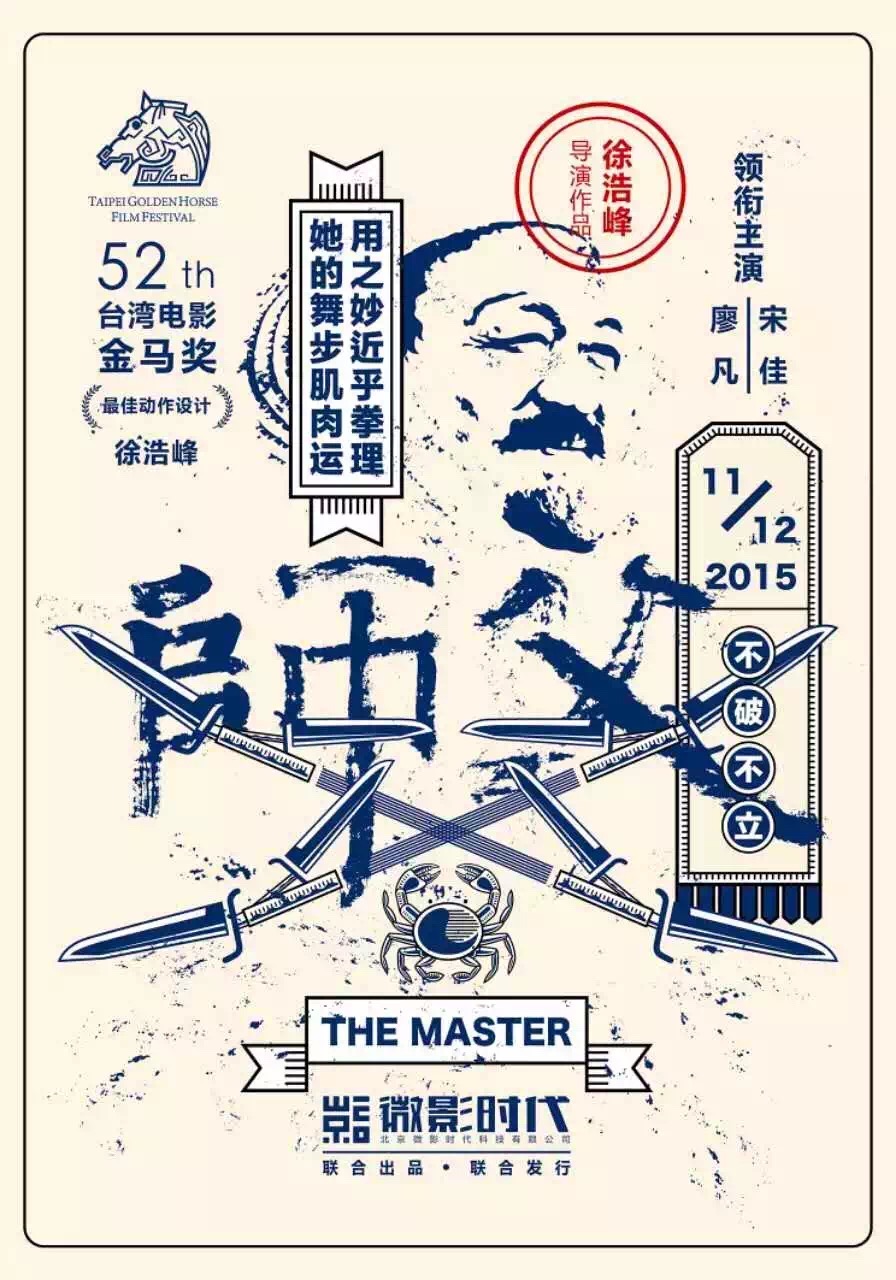 TAIPEI GOLDEN HORSE
FILM FESTIVAL
52 th
台湾电影
金马奖
最佳动作设计
徐浩峰
用之妙近乎拳理
她的舞步肌肉运
徐浩峰
导演作品
领衔主演
宋佳
廖凡
11/12
2015
不破不立
師父
THE MASTER
微影时代
北京微影时代科技有限公司
联合出品·联合发行